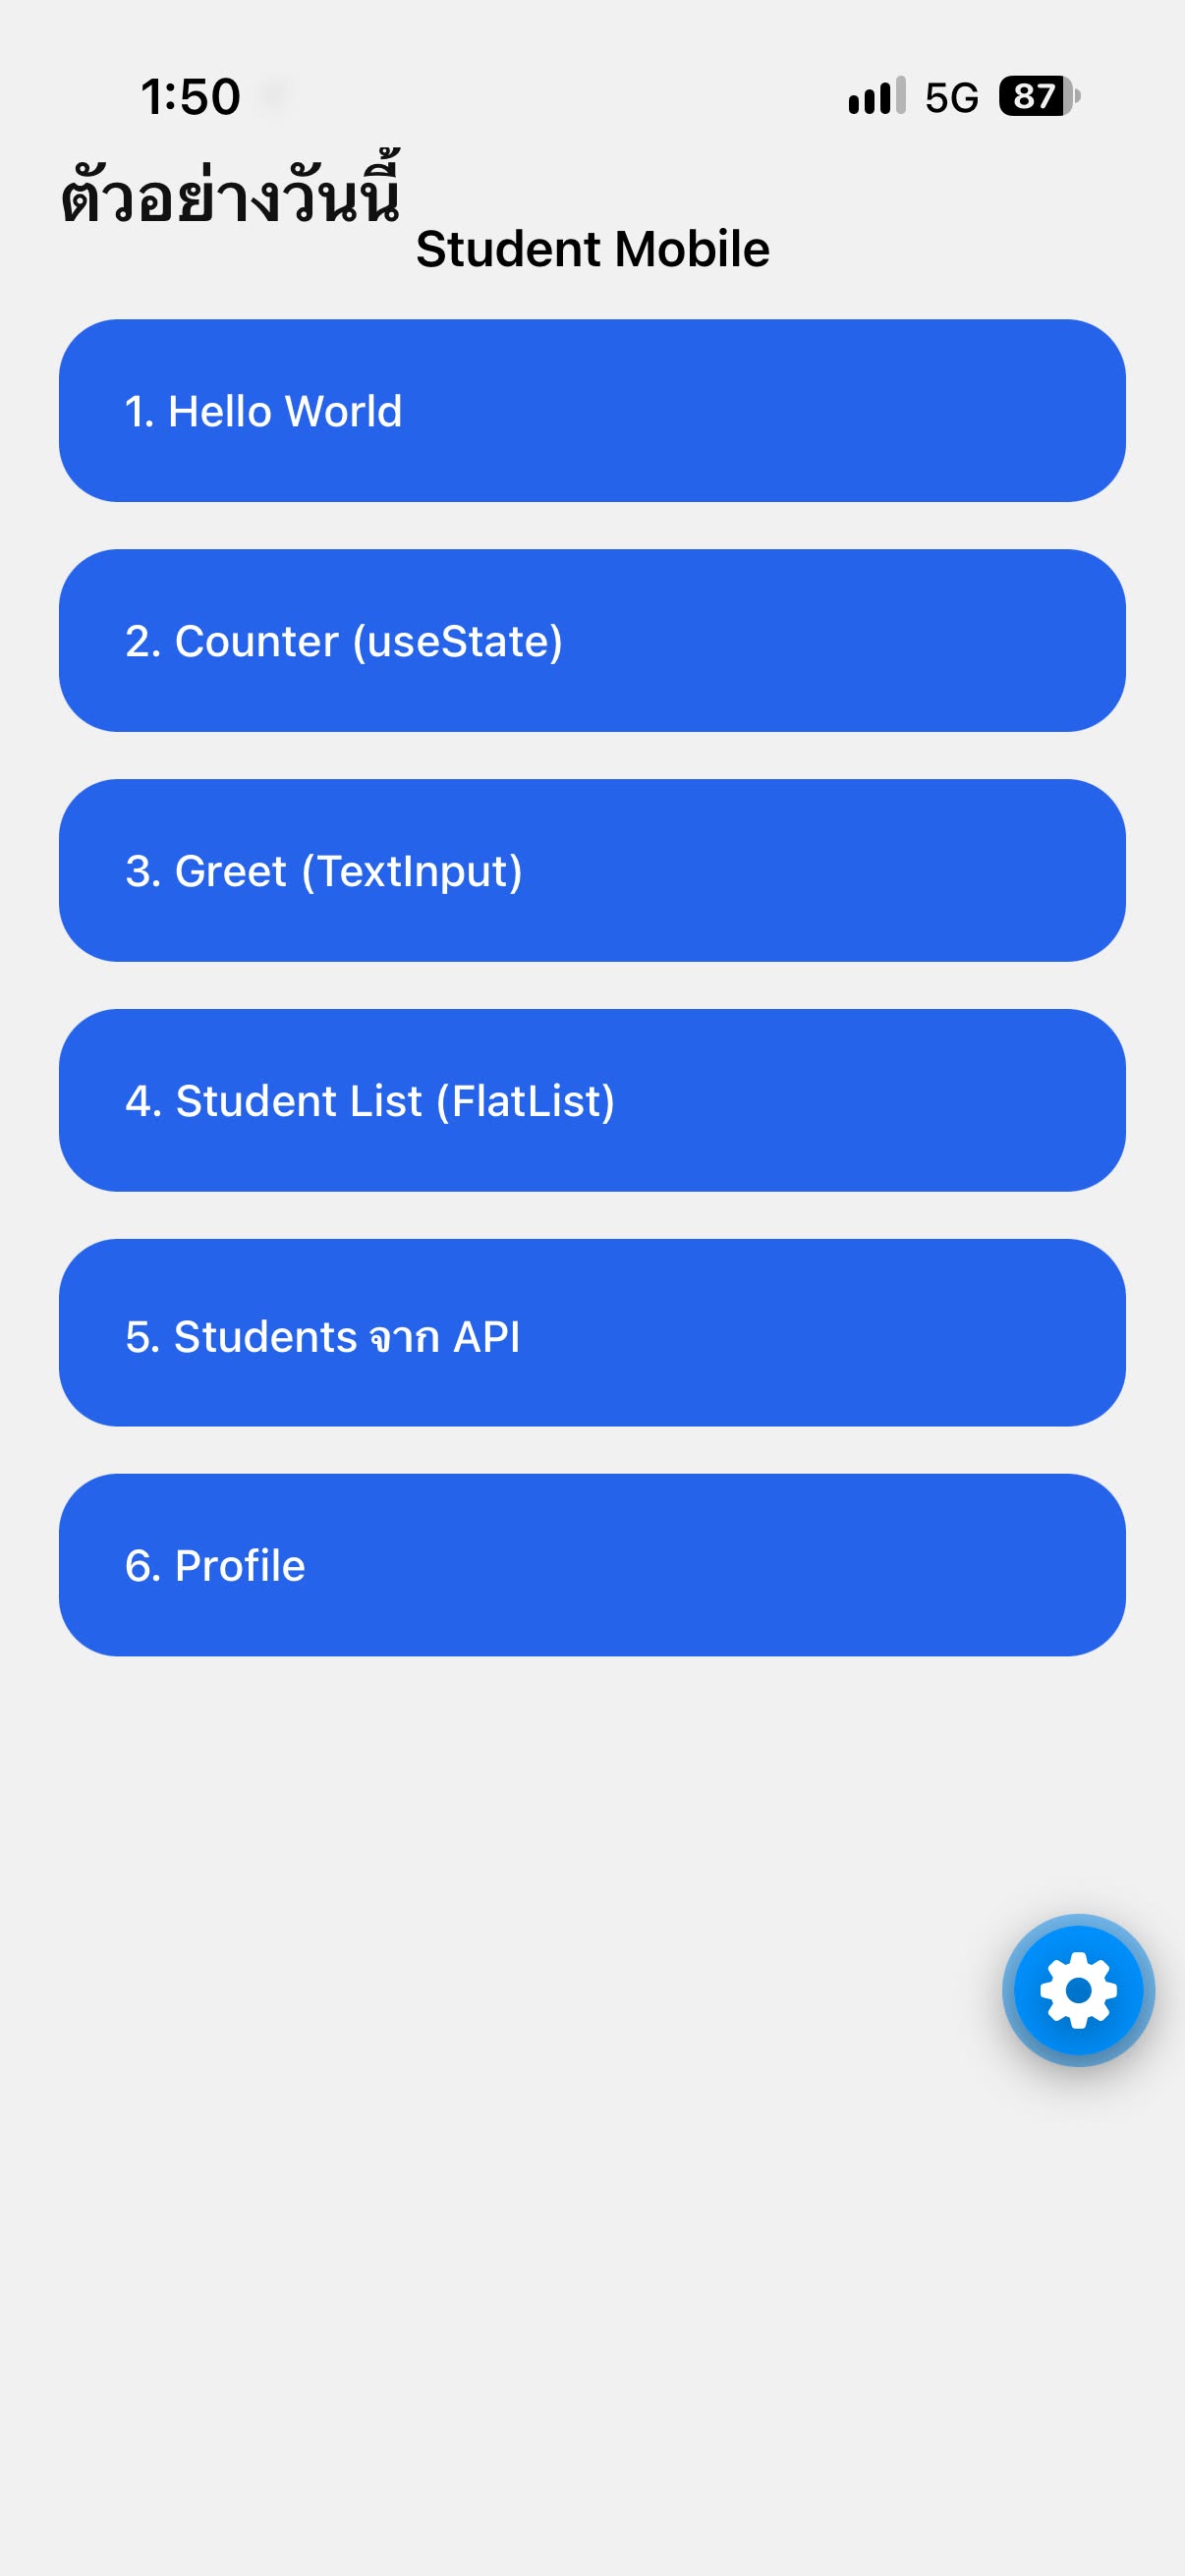 1:50 5G 87
ตัวอย่างวันนี้
Student Mobile
1. Hello World
2. Counter (useState)
3. Greet (TextInput)
4. Student List (FlatList)
5. Students จาก API
6. Profile